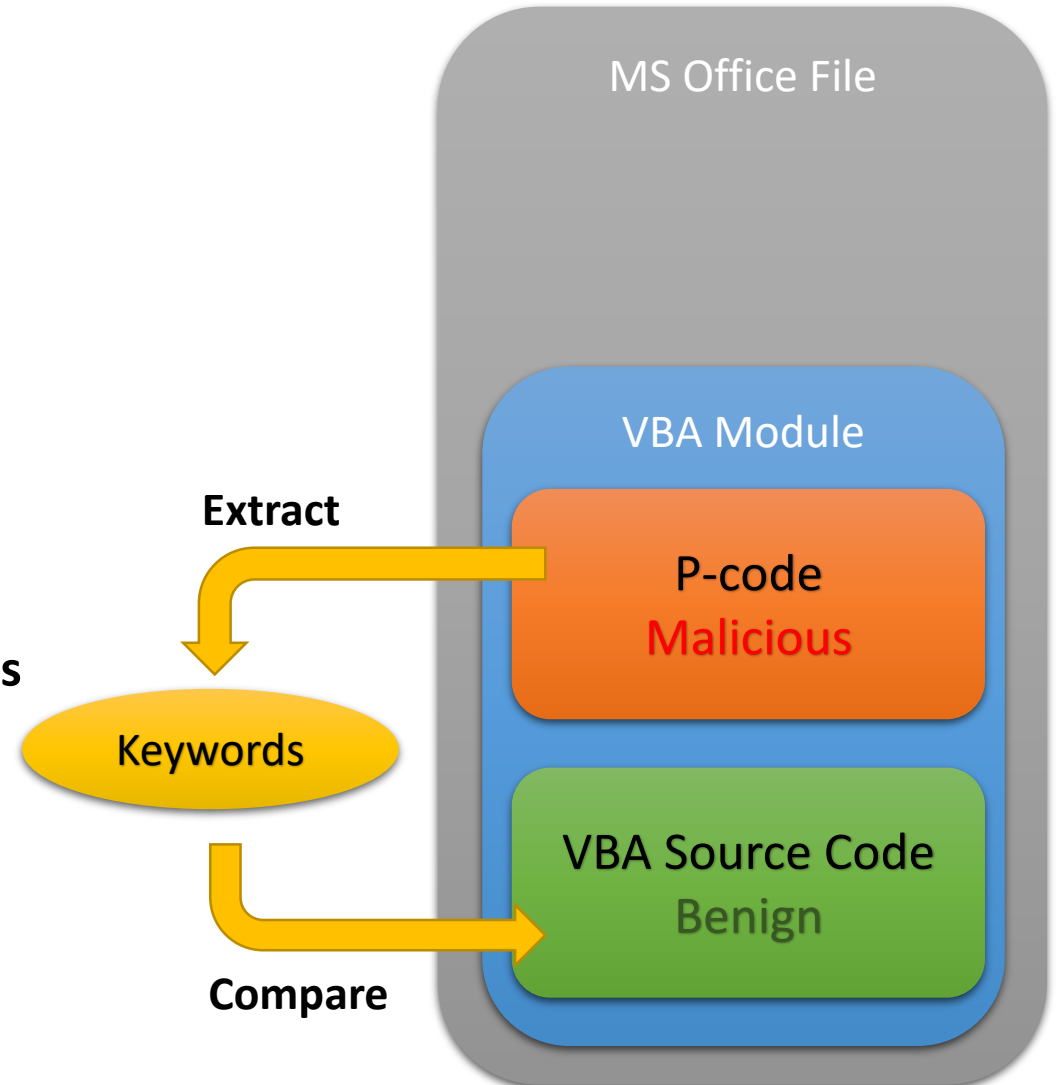 MS Office File
VBA Module
Extract
P-code
Malicious
s
Keywords
VBA Source Code
Benign
Compare